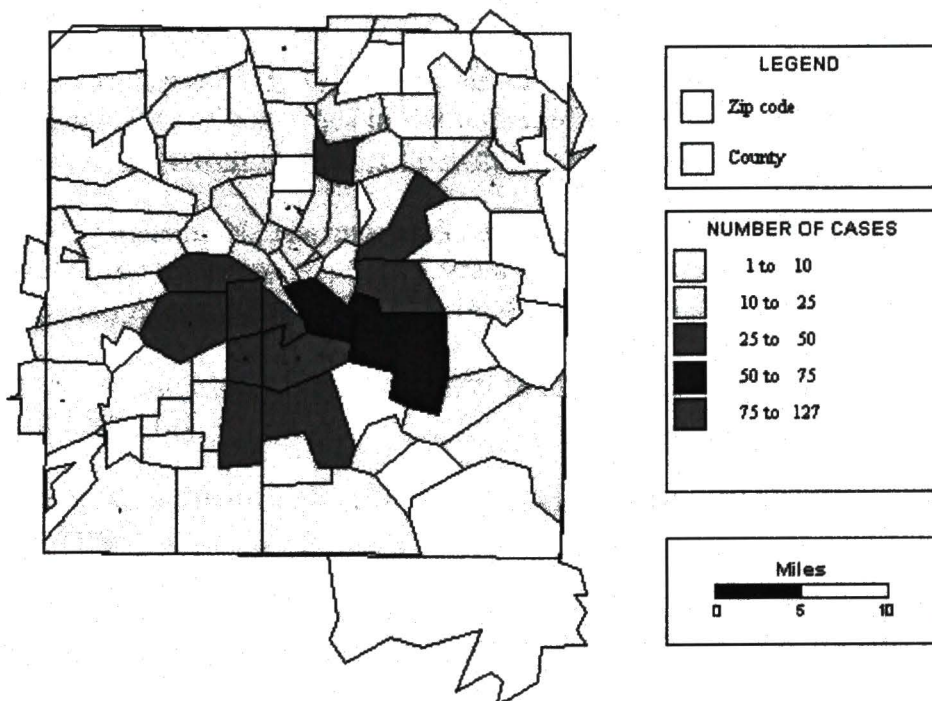 LEGEND
Zip code
County
NUMBER OF CASES
1 to 10
10 to 25
25 to 50
50 to 75
75 to 127
Miles
0 5 10